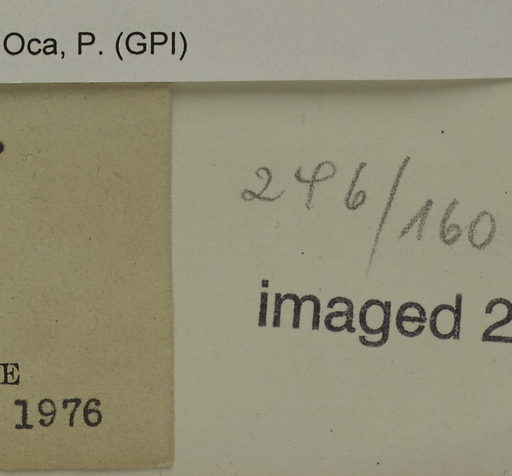 Oca, P. (GPI)
246/160
imaged 2
E
1976